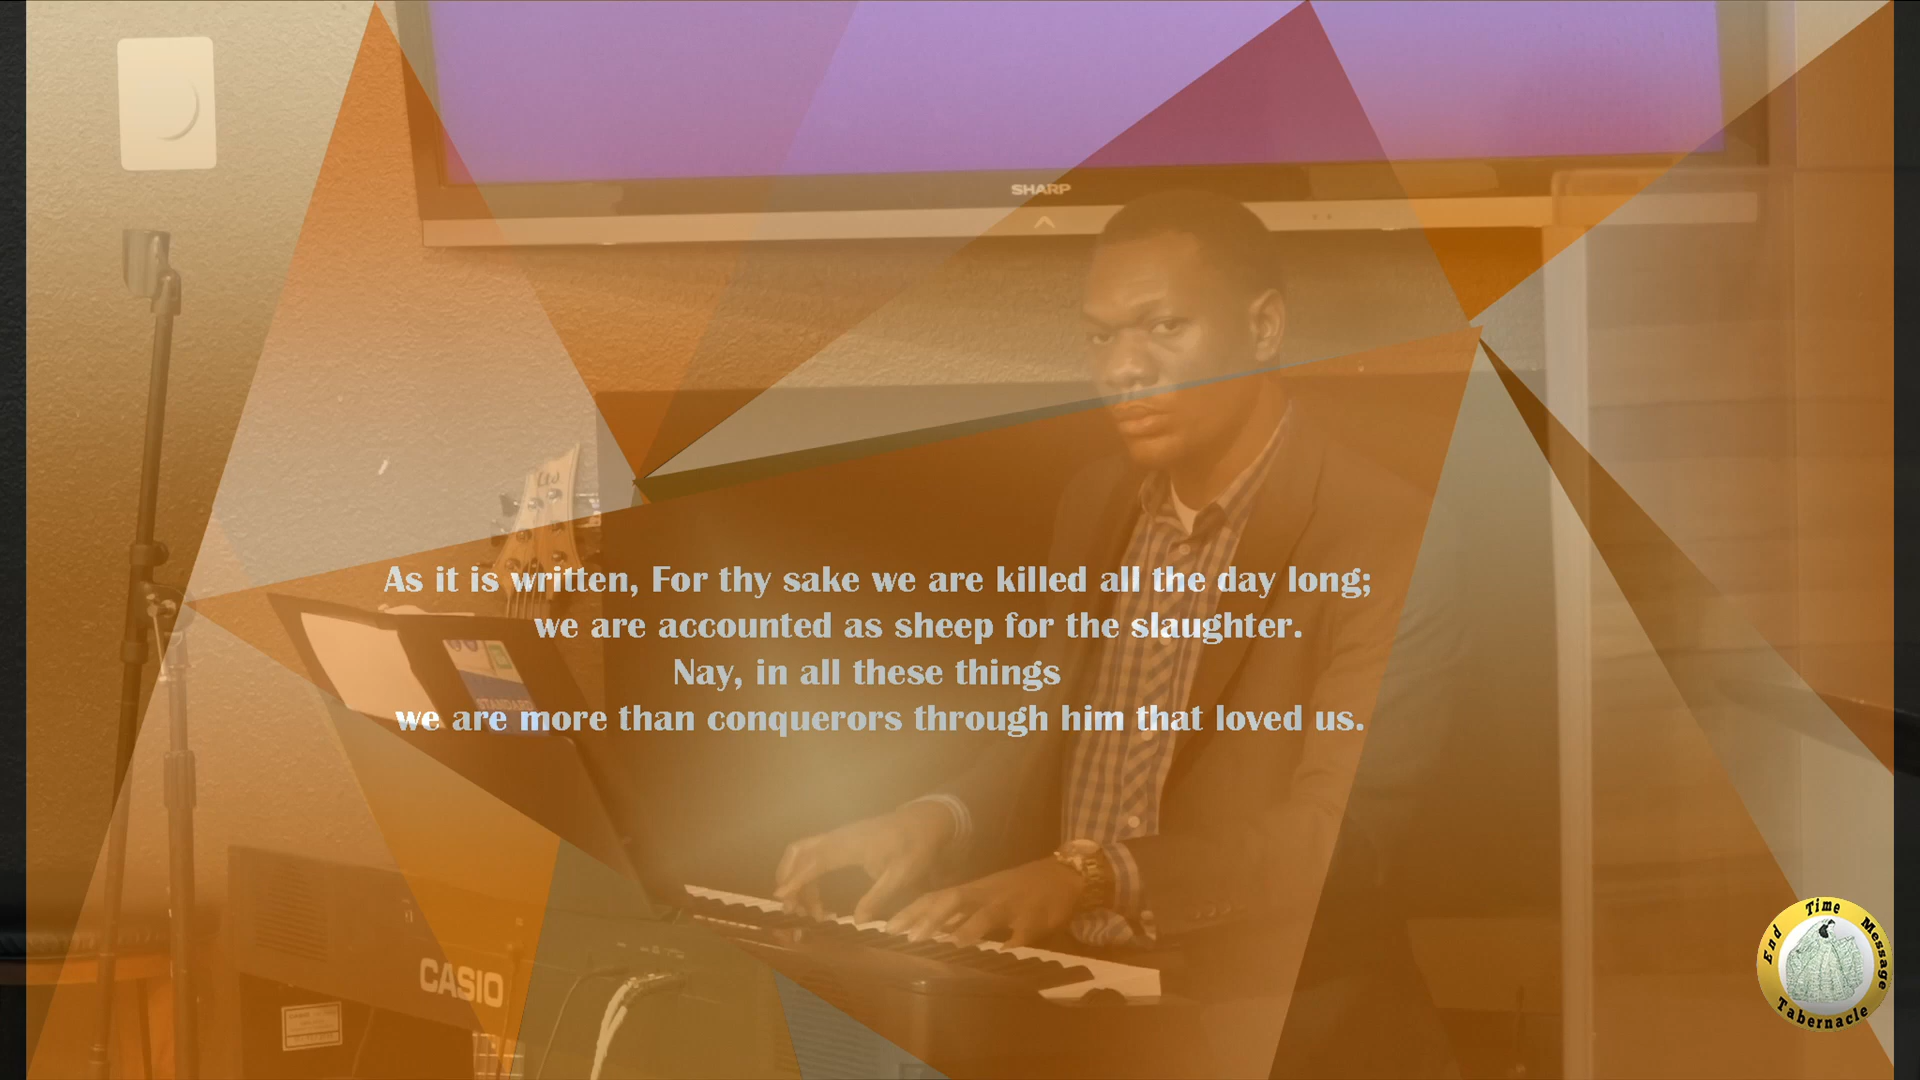 SHARP
Ltd
As it is written, For thy sake we are killed all the day long;
we are accounted as sheep for the slaughter.
Nay, in all these things
we are more than conquerors through him that loved us.
STANDARD
CASIO
End Time Message Tabernacle